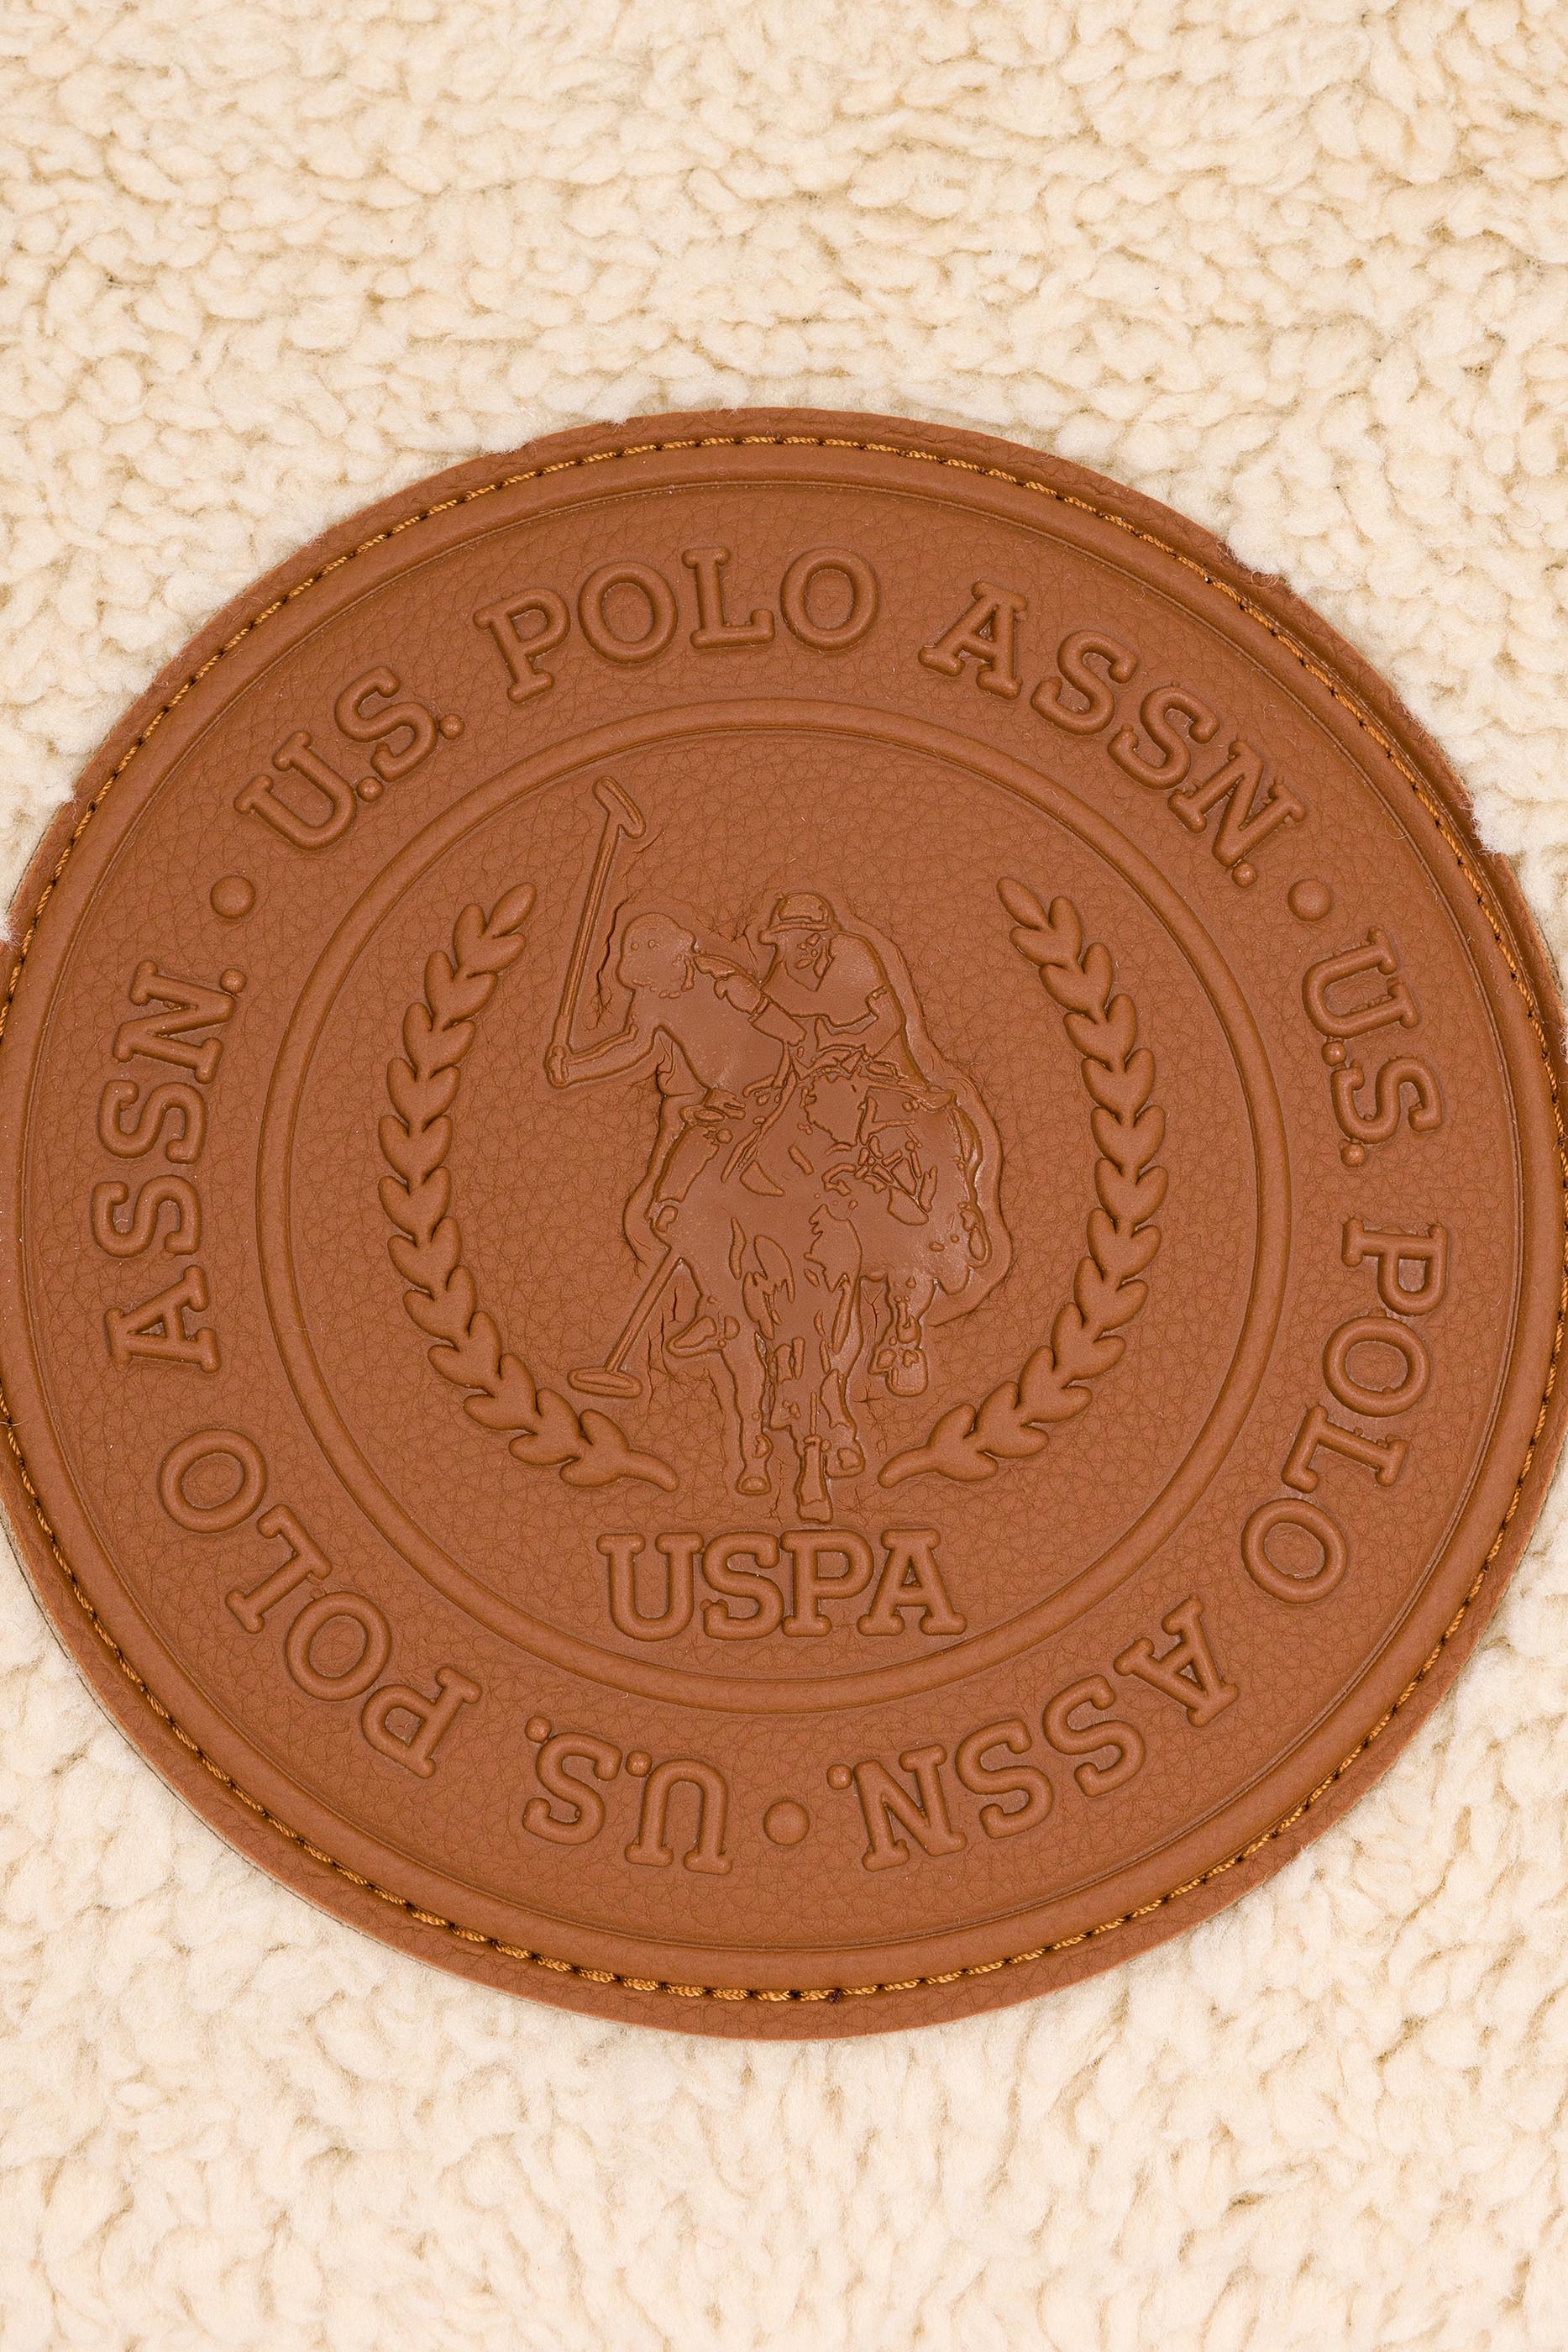 U.S. POLO ASSN. • U.S. POLO ASSN. • U.S. POLO ASSN. •
USPA